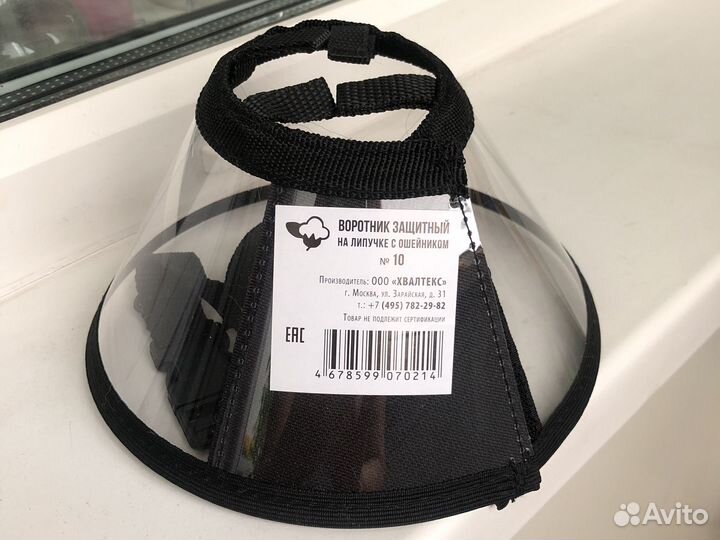 ВОРОТНИК ЗАЩИТНЫЙ
НА ЛИПУЧКЕ С ОШЕЙНИКОМ
№ 10
Производитель: ООО «ХВАЛТЕКС»
г. Москва, ул. Зарайская, д. 31
т.: +7 (495) 782-29-82
Товар не подлежит сертификации
EAC
4 678599 070214
Avito